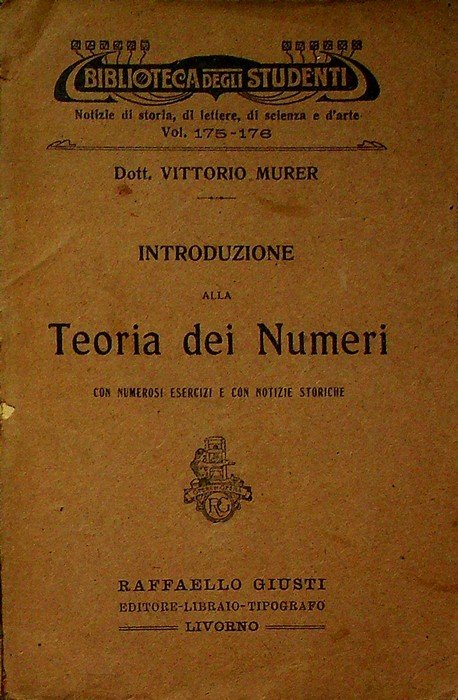 BIBLIOTECA DEGLI STUDENTI
Notizie di storia, di lettere, di scienza e d'arte
Vol. 175-176
Dott. VITTORIO MURER
INTRODUZIONE
ALLA
Teoria dei Numeri
CON NUMEROSI ESERCIZI E CON NOTIZIE STORICHE
RG
RAFFAELLO GIUSTI
EDITORE-LIBRAIO-TIPOGRAFO
LIVORNO